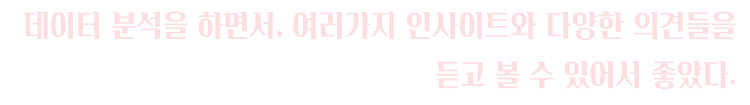 데이터 분석을 하면서, 여러가지 인사이트와 다양한 의견들을
듣고 볼 수 있어서 좋았다.